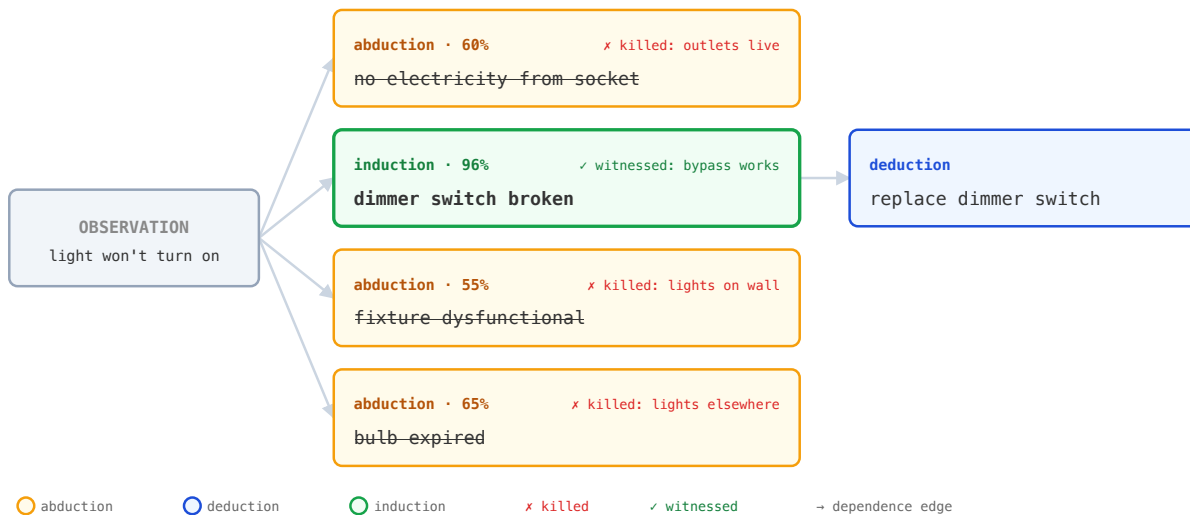 abduction · 60% ✗ killed: outlets live
no electricity from socket
induction · 96% ✓ witnessed: bypass works
dimmer switch broken
deduction
replace dimmer switch
OBSERVATION
light won't turn on
abduction · 55% ✗ killed: lights on wall
fixture dysfunctional
abduction · 65% ✗ killed: lights elsewhere
bulb expired
abduction deduction induction ✗ killed ✓ witnessed → dependence edge